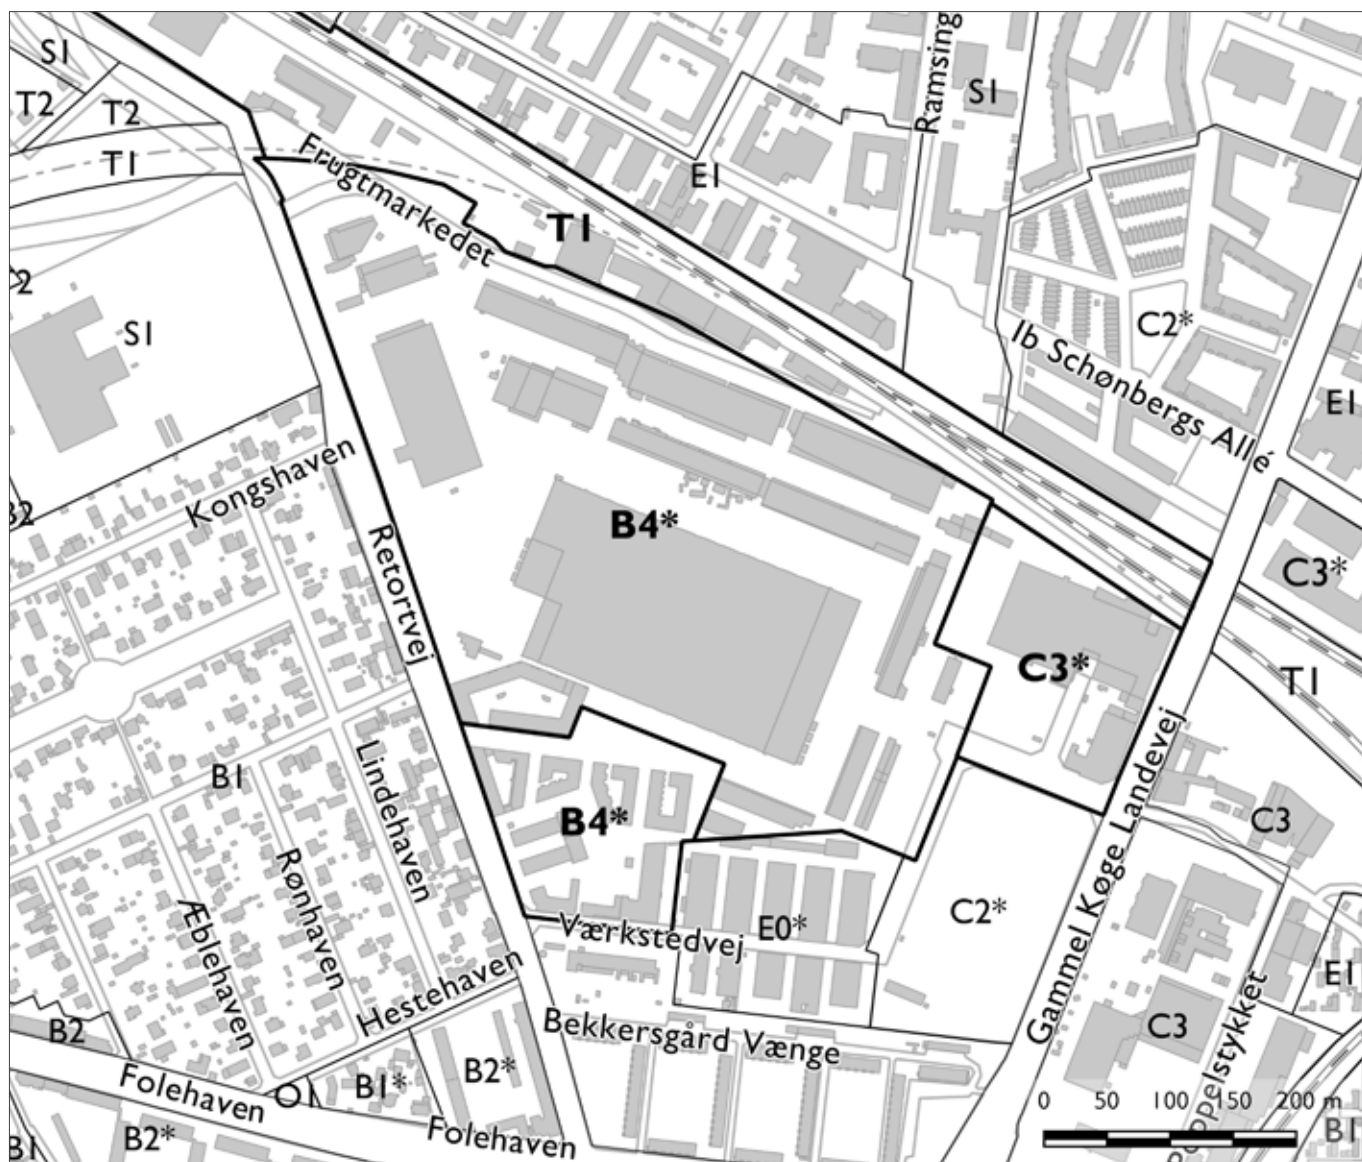 Ramsing
S1
S1
T2
T2
T1
Frugtmarkedet
E1
T1
C2*
Ib Schønbergs Allé
S1
E1
Kongshaven
B4*
Retortvej
C3*
C3*
T1
Lindehaven
B1
B4*
C3
Rønhaven
Æblehaven
Værkstedvej
E0*
C2*
Gammel Køge Landevej
Hestehaven
E1
B2
Bekkersgård Vænge
C3
Folehaven
O1
B1*
B2*
0 50 100 150 200 m
B2*
Folehaven
B1
B1